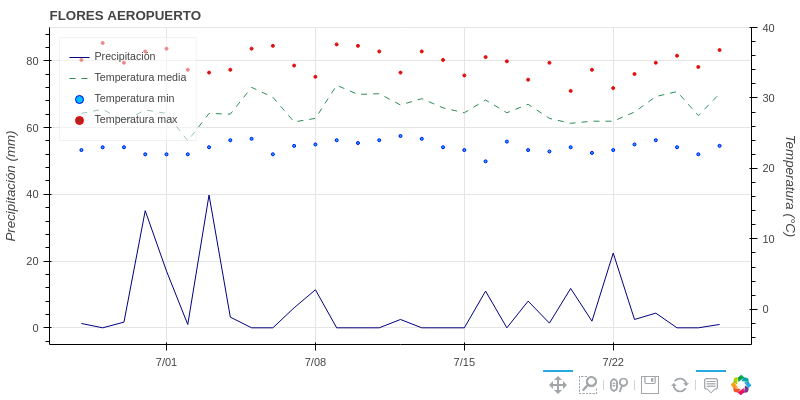 FLORES AEROPUERTO
Precipitación
Temperatura media
Temperatura min
Temperatura max
Precipitación (mm)
80
60
40
20
0
Temperatura (°C)
40
30
20
10
0
7/01
7/08
7/15
7/22